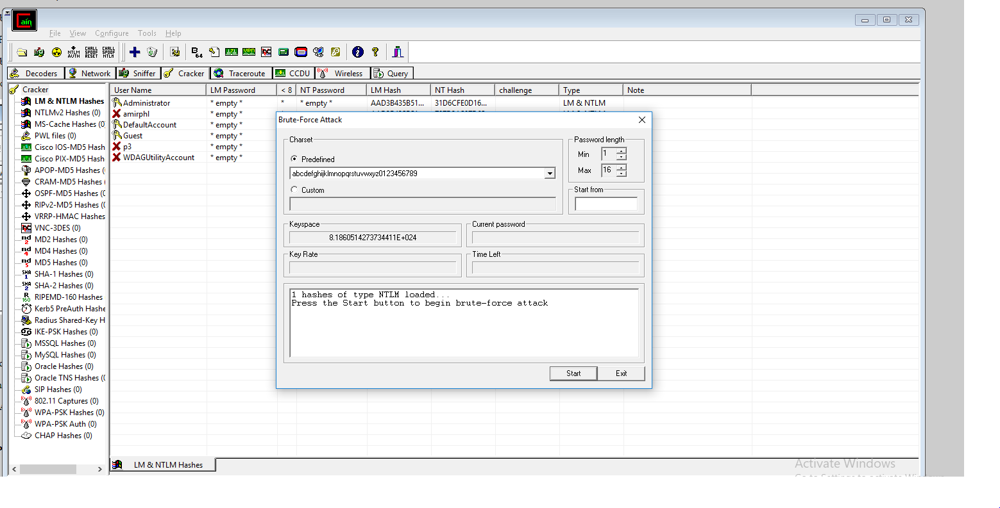 Cain
File View Configure Tools Help
NTLM AUTH
CHALL SPOOF RESET
CHALL SPOOF NTLM
B 64
Decoders Network Sniffer Cracker Traceroute CCDU Wireless Query
Cracker
LM & NTLM Hashes
NTLMv2 Hashes (0)
MS-Cache Hashes (0)
PWL files (0)
Cisco IOS-MD5 Hash
Cisco PIX-MD5 Hash
APOP-MD5 Hashes (
CRAM-MD5 Hashes (
OSPF-MD5 Hashes (0
RIPv2-MD5 Hashes (0
VRRP-HMAC Hashes
VNC-3DES (0)
MD2 Hashes (0)
MD4 Hashes (0)
MD5 Hashes (0)
SHA-1 Hashes (0)
SHA-2 Hashes (0)
RIPEMD-160 Hashes
Kerb5 PreAuth Hashe
Radius Shared-Key H
IKE-PSK Hashes (0)
MSSQL Hashes (0)
MySQL Hashes (0)
Oracle Hashes (0)
Oracle TNS Hashes (0
SIP Hashes (0)
802.11 Captures (0)
WPA-PSK Hashes (0)
WPA-PSK Auth (0)
CHAP Hashes (0)
User Name LM Password < 8 NT Password LM Hash NT Hash challenge Type Note
Administrator * empty * * * empty * AAD3B435B51... 31D6CFE0D16... LM & NTLM
amirphl * empty *
DefaultAccount * empty *
Guest * empty *
p3 * empty *
WDAGUtilityAccount * empty *
Brute-Force Attack
Charset
Predefined
abcdefghijklmnopqrstuvwxyz0123456789
Custom
Password length
Min 1
Max 16
Start from
Keyspace
8.1860514273734411E+024
Current password
Key Rate
Time Left
1 hashes of type NTLM loaded...
Press the Start button to begin brute-force attack
Start Exit
LM & NTLM Hashes
Activate Windows